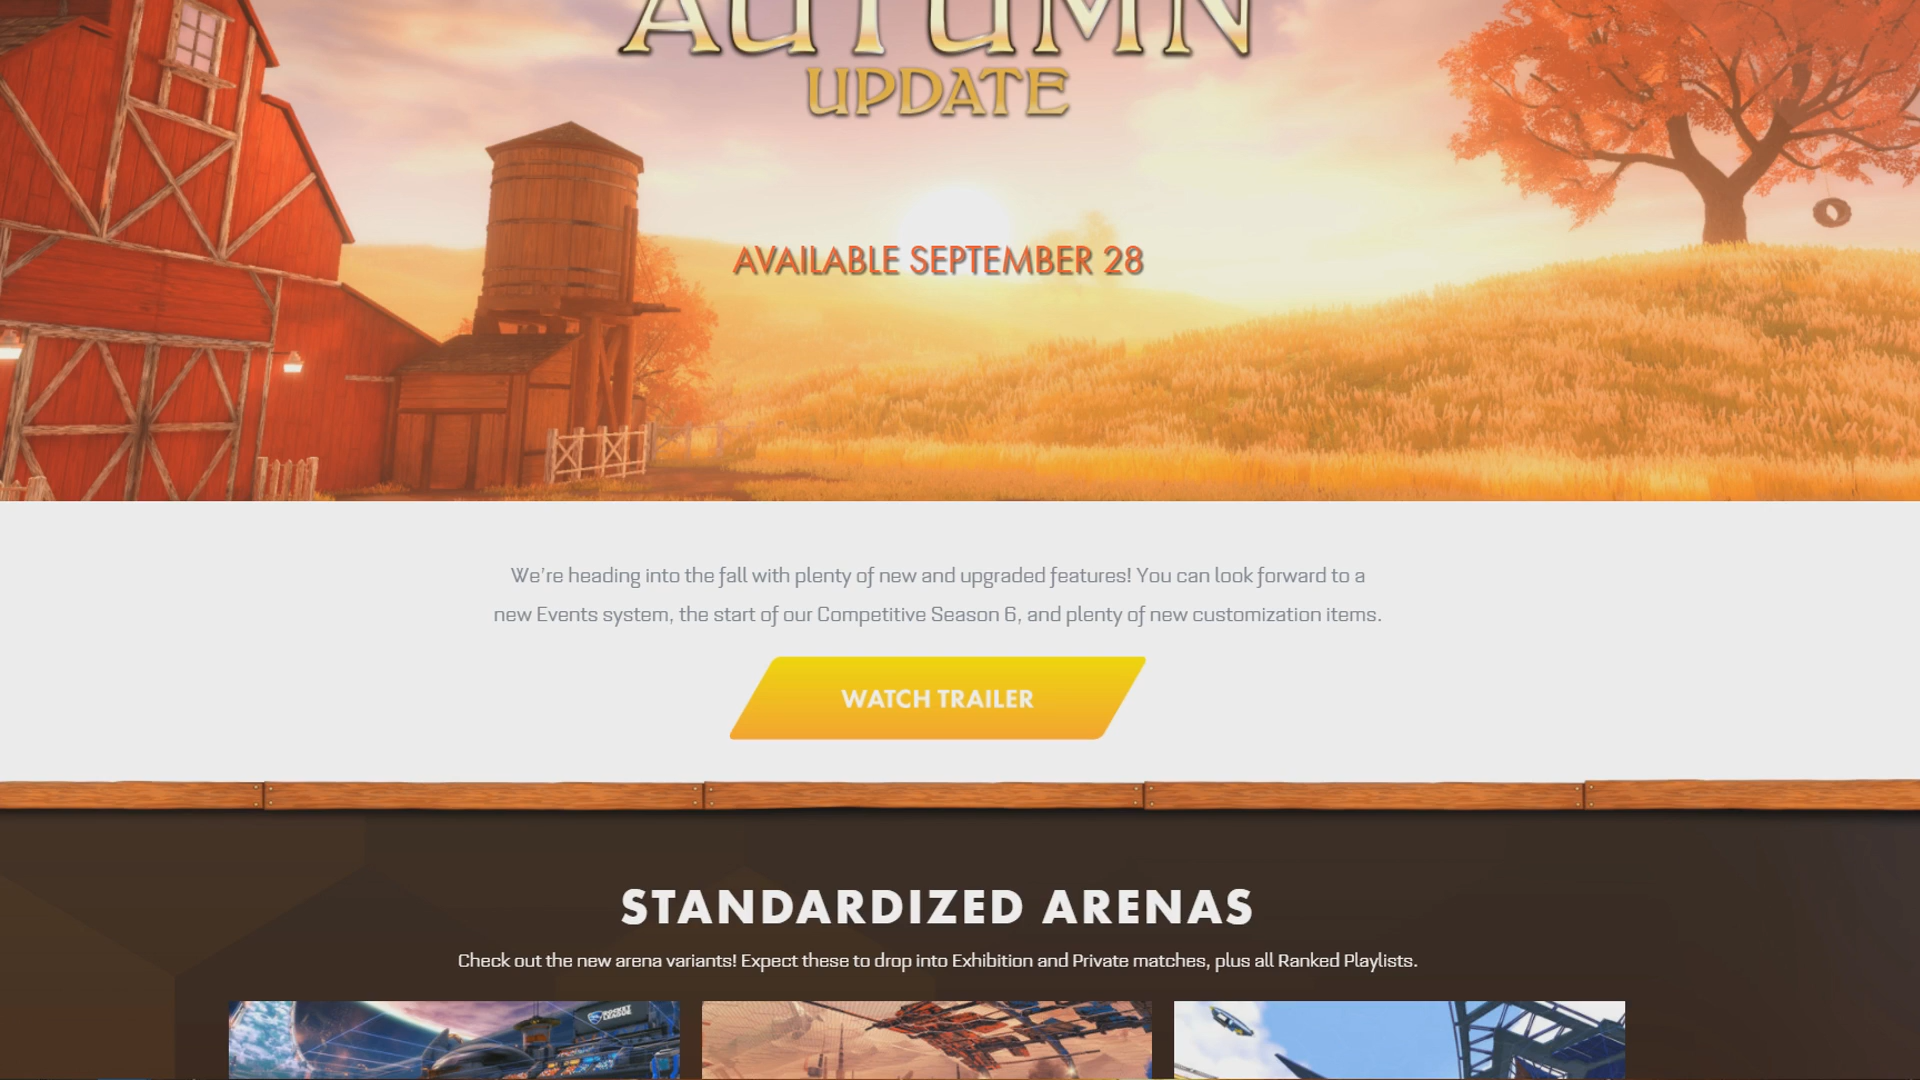 AUTUMN
UPDATE
AVAILABLE SEPTEMBER 28
We're heading into the fall with plenty of new and upgraded features! You can look forward to a
new Events system, the start of our Competitive Season 6, and plenty of new customization items.
WATCH TRAILER
STANDARDIZED ARENAS
Check out the new arena variants! Expect these to drop into Exhibition and Private matches, plus all Ranked Playlists.
ROCKET
LEAGUE